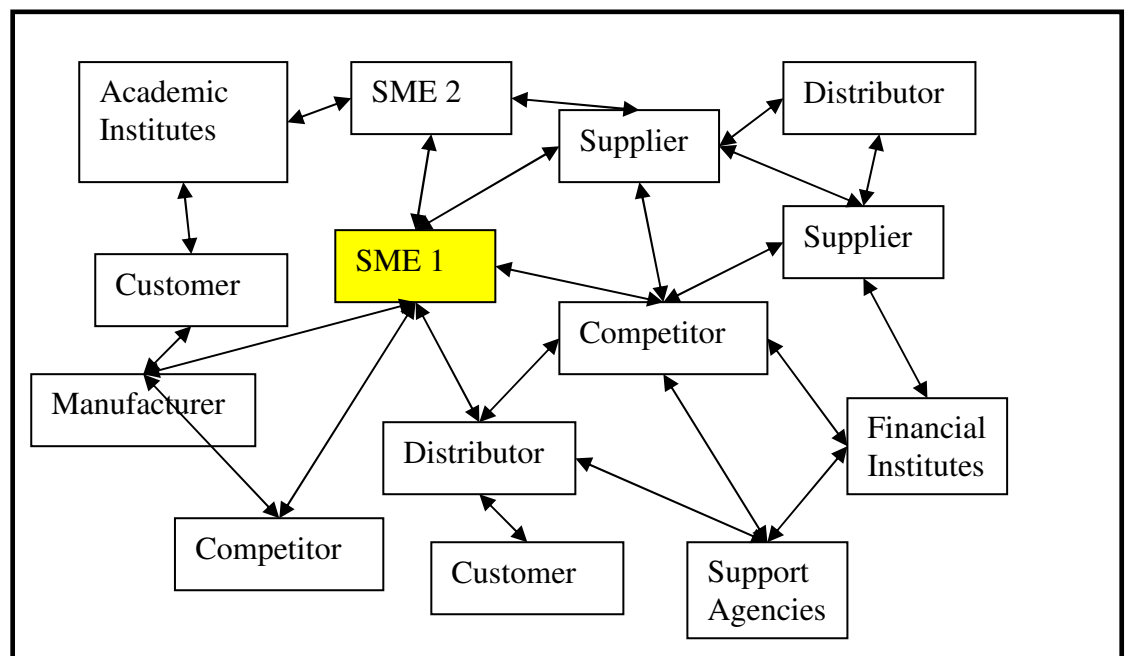 Academic
Institutes
SME 2
Supplier
Distributor
Supplier
SME 1
Customer
Competitor
Manufacturer
Distributor
Financial
Institutes
Competitor
Customer
Support
Agencies